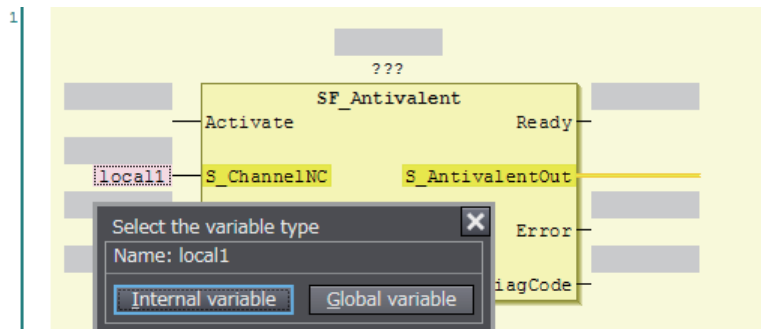 1
???
SF_Antivalent
Activate Ready
local1 S_ChannelNC S_AntivalentOut
Select the variable type X
Error
Name: local1
Internal variable Global variable
iagCode